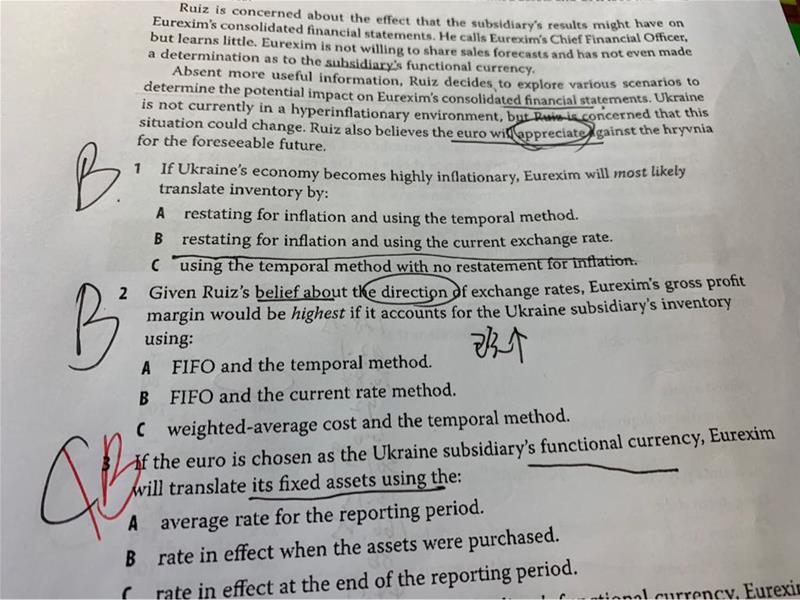 Ruiz is concerned about the effect that the subsidiary's results might have on
Eurexim's consolidated financial statements. He calls Eurexim's Chief Financial Officer,
but learns little. Eurexim is not willing to share sales forecasts and has not even made
a determination as to the subsidiary's functional currency.
Absent more useful information, Ruiz decides to explore various scenarios to
determine the potential impact on Eurexim's consolidated financial statements. Ukraine
is not currently in a hyperinflationary environment, but Ruiz is concerned that this
situation could change. Ruiz also believes the euro will appreciate against the hryvnia
for the foreseeable future.
B.
1 If Ukraine's economy becomes highly inflationary, Eurexim will most likely
translate inventory by:
A restating for inflation and using the temporal method.
B restating for inflation and using the current exchange rate.
C using the temporal method with no restatement for inflation.
B
2 Given Ruiz's belief about the direction of exchange rates, Eurexim's gross profit
margin would be highest if it accounts for the Ukraine subsidiary's inventory
using:
A FIFO and the temporal method.
B FIFO and the current rate method.
C weighted-average cost and the temporal method.
C B
3 If the euro is chosen as the Ukraine subsidiary's functional currency, Eurexim
will translate its fixed assets using the:
A average rate for the reporting period.
B rate in effect when the assets were purchased.
C rate in effect at the end of the reporting period.
functional currency, Eurexim